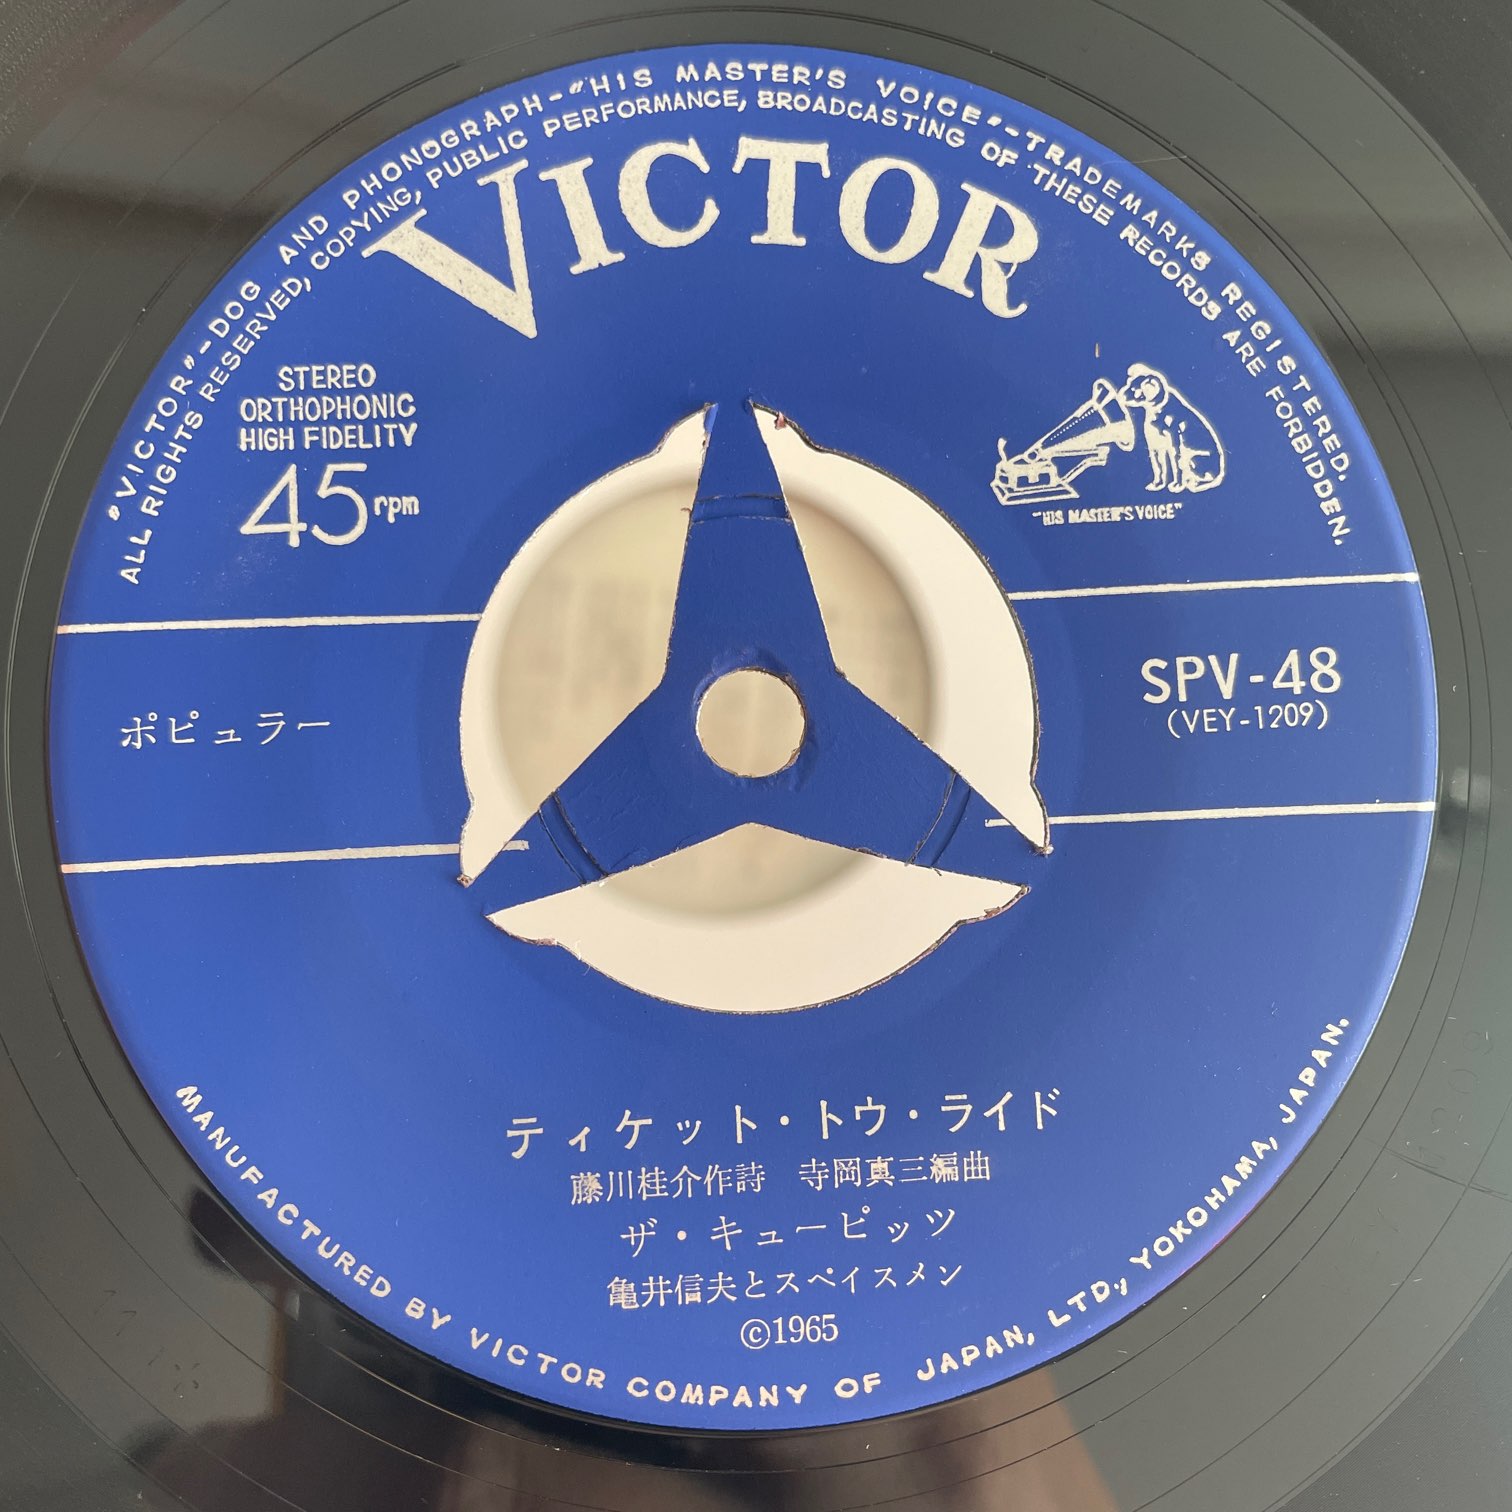 "VICTOR"-DOG AND PHONOGRAPH-"HIS MASTER'S VOICE"-TRADEMARKS REGISTERED.
ALL RIGHTS RESERVED, COPYING, PUBLIC PERFORMANCE, BROADCASTING OF THESE RECORDS ARE FORBIDDEN.
VICTOR
STEREO
ORTHOPHONIC
HIGH FIDELITY
45 rpm
"HIS MASTER'S VOICE"
ポピュラー
SPV-48
(VEY-1209)
ティケット・トゥ・ライド
藤川桂介作詩 寺岡真三編曲
ザ・キューピッツ
亀井信夫とスペイスメン
©1965
MANUFACTURED BY VICTOR COMPANY OF JAPAN, LTD., YOKOHAMA, JAPAN.